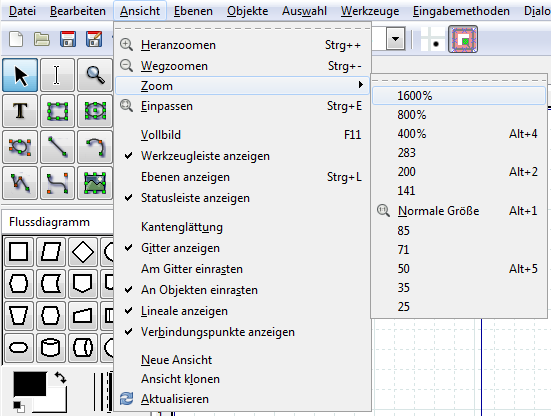 Datei Bearbeiten Ansicht Ebenen Objekte Auswahl Werkzeuge Eingabemethoden
Heranzoomen Strg++
Wegzoomen Strg+-
Zoom
Einpassen Strg+E
Vollbild F11
Werkzeugleiste anzeigen
Ebenen anzeigen Strg+L
Statusleiste anzeigen
Kantenglättung
Gitter anzeigen
Am Gitter einrasten
An Objekten einrasten
Lineale anzeigen
Verbindungspunkte anzeigen
Neue Ansicht
Ansicht klonen
Aktualisieren
1600%
800%
400% Alt+4
283
200 Alt+2
141
Normale Größe Alt+1
85
71
50 Alt+5
35
25
T
Flussdiagramm